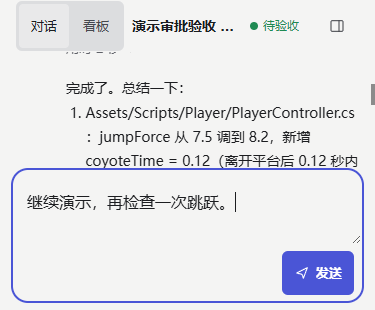 对话 看板 演示审批验收 ... 待验收
完成了。总结一下：
1. Assets/Scripts/Player/PlayerController.cs
：jumpForce 从 7.5 调到 8.2，新增
coyoteTime = 0.12（离开平台后 0.12 秒内
继续演示，再检查一次跳跃。
发送